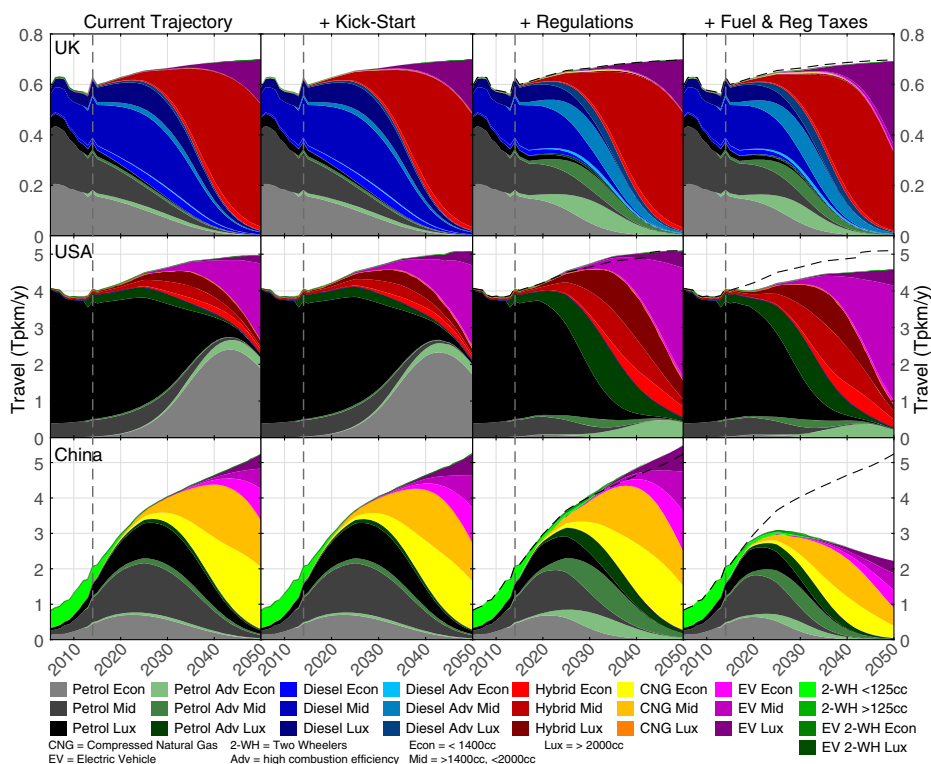 Current Trajectory + Kick-Start + Regulations + Fuel & Reg Taxes
UK
0.8
0.6
0.4
0.2
0
0.8
0.6
0.4
0.2
0
USA
5
4
3
2
1
0
5
4
3
2
1
0
Travel (Tpkm/y)
Travel (Tpkm/y)
China
5
4
3
2
1
0
5
4
3
2
1
0
2010 2020 2030 2040 2050 2010 2020 2030 2040 2050 2010 2020 2030 2040 2050 2010 2020 2030 2040 2050
Petrol Econ Petrol Adv Econ Diesel Econ Diesel Adv Econ Hybrid Econ CNG Econ EV Econ 2-WH <125cc
Petrol Mid Petrol Adv Mid Diesel Mid Diesel Adv Mid Hybrid Mid CNG Mid EV Mid 2-WH >125cc
Petrol Lux Petrol Adv Lux Diesel Lux Diesel Adv Lux Hybrid Lux CNG Lux EV Lux EV 2-WH Econ
EV 2-WH Lux
CNG = Compressed Natural Gas 2-WH = Two Wheelers Econ = < 1400cc Lux = > 2000cc
EV = Electric Vehicle Adv = high combustion efficiency Mid = >1400cc, <2000cc